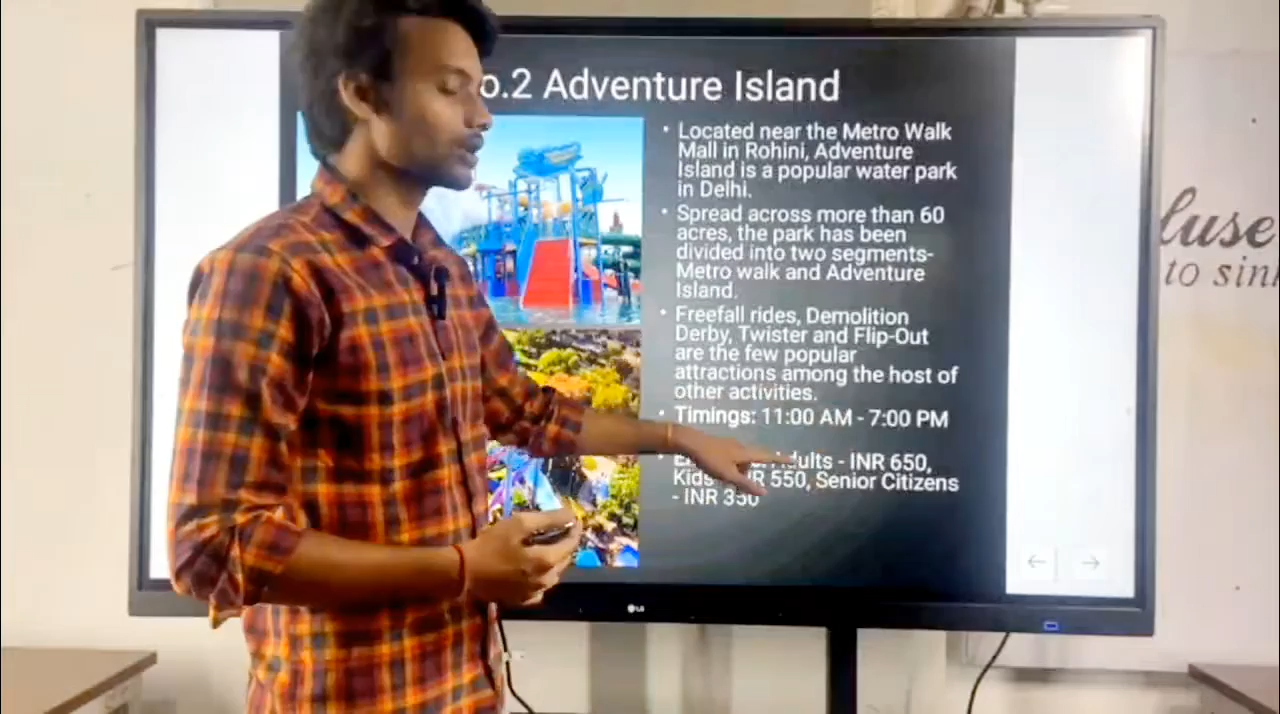 o.2 Adventure Island
• Located near the Metro Walk
Mall in Rohini, Adventure
Island is a popular water park
in Delhi.
• Spread across more than 60
acres, the park has been
divided into two segments-
Metro walk and Adventure
Island.
• Freefall rides, Demolition
Derby, Twister and Flip-Out
are the few popular
attractions among the host of
other activities.
• Timings: 11:00 AM - 7:00 PM
• Adults - INR 650,
Kids 550, Senior Citizens
- INR 350
to
LG